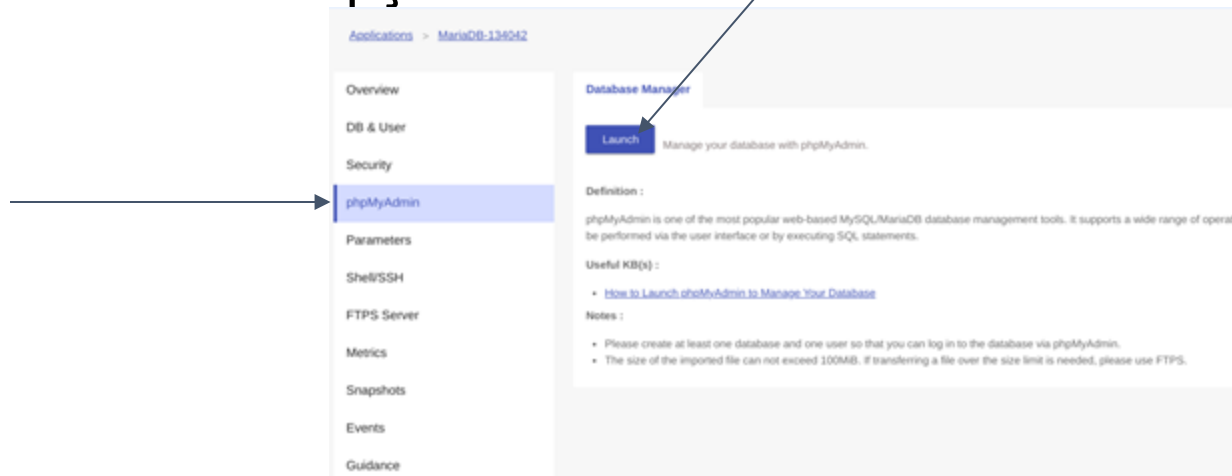 Applications > MariaDB-134042
Overview
DB & User
Security
phpMyAdmin
Parameters
Shell/SSH
FTPS Server
Metrics
Snapshots
Events
Guidance
Database Manager
Launch
Manage your database with phpMyAdmin.
Definition :
phpMyAdmin is one of the most popular web-based MySQL/MariaDB database management tools. It supports a wide range of
be performed via the user interface or by executing SQL statements.
Useful KB(s) :
• How to Launch phpMyAdmin to Manage Your Database
Notes :
• Please create at least one database and one user so that you can log in to the database via phpMyAdmin.
• The size of the imported file can not exceed 100MiB. If transferring a file over the size limit is needed, please use FTPS.